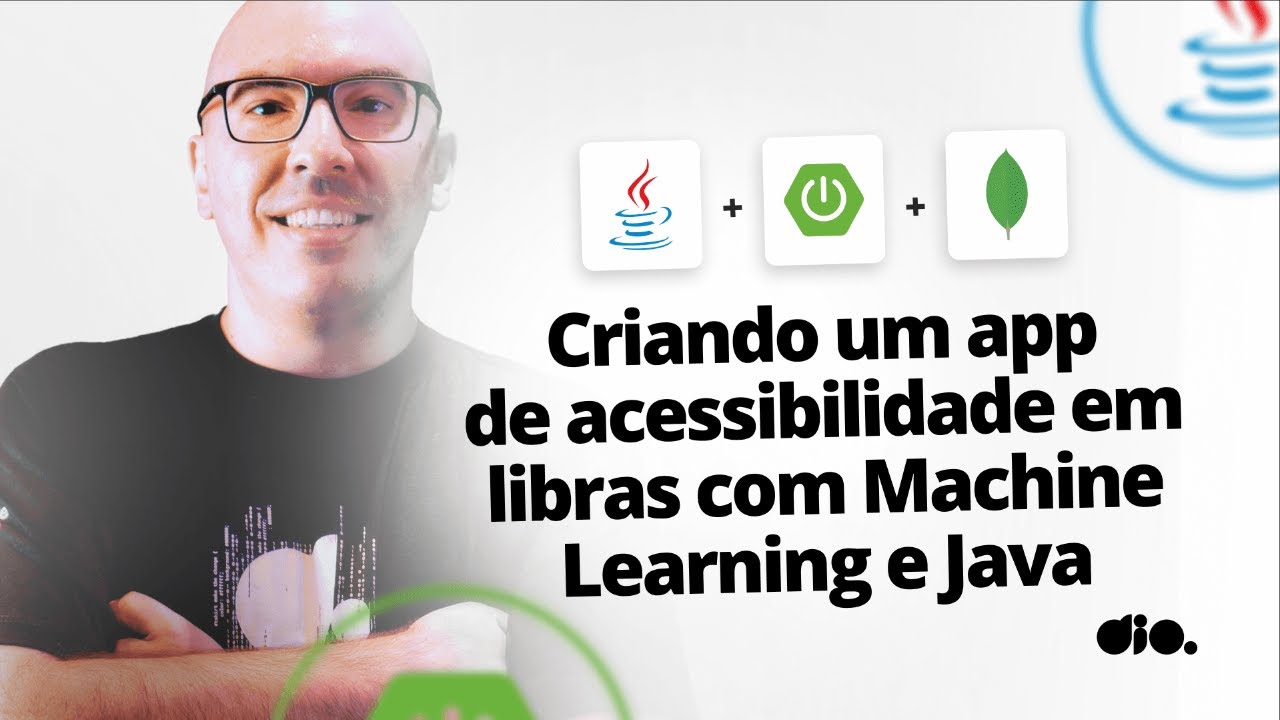 + +
Criando um app
de acessibilidade em
libras com Machine
Learning e Java
dio.